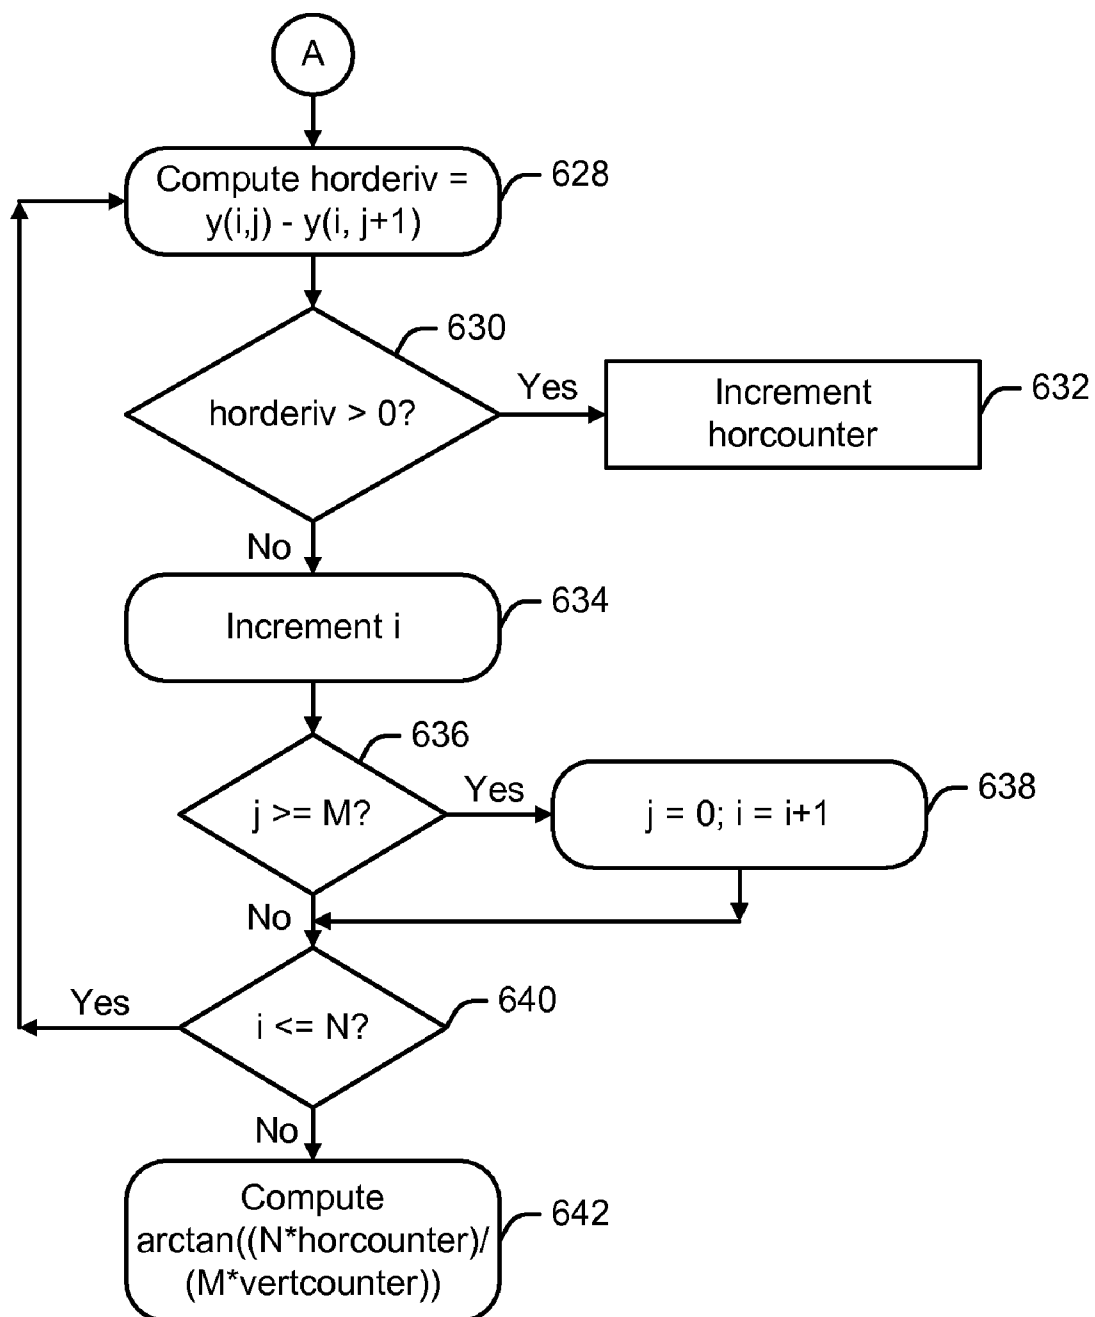 A
Compute horderiv =
y(i,j) - y(i, j+1)
628
630
horderiv > 0?
Yes
Increment
horcounter
632
No
Increment i
634
636
j >= M?
Yes
j = 0; i = i+1
638
No
Yes
i <= N?
640
No
Compute
arctan((N*horcounter)/
(M*vertcounter))
642